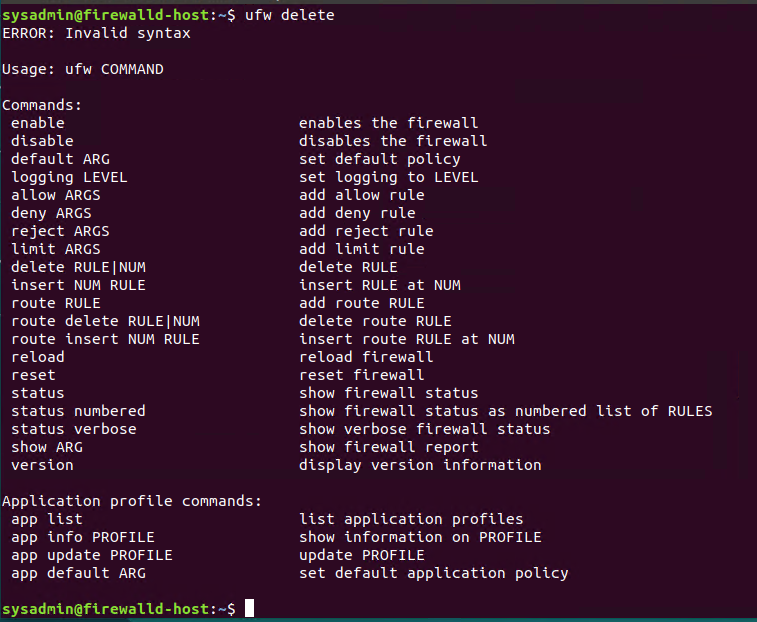 sysadmin@firewalld-host:~$ ufw delete
ERROR: Invalid syntax
Usage: ufw COMMAND
Commands:
enable enables the firewall
disable disables the firewall
default ARG set default policy
logging LEVEL set logging to LEVEL
allow ARGS add allow rule
deny ARGS add deny rule
reject ARGS add reject rule
limit ARGS add limit rule
delete RULE|NUM delete RULE
insert NUM RULE insert RULE at NUM
route RULE add route RULE
route delete RULE|NUM delete route RULE
route insert NUM RULE insert route RULE at NUM
reload reload firewall
reset reset firewall
status show firewall status
status numbered show firewall status as numbered list of RULES
status verbose show verbose firewall status
show ARG show firewall report
version display version information
Application profile commands:
app list list application profiles
app info PROFILE show information on PROFILE
app update PROFILE update PROFILE
app default ARG set default application policy
sysadmin@firewalld-host:~$